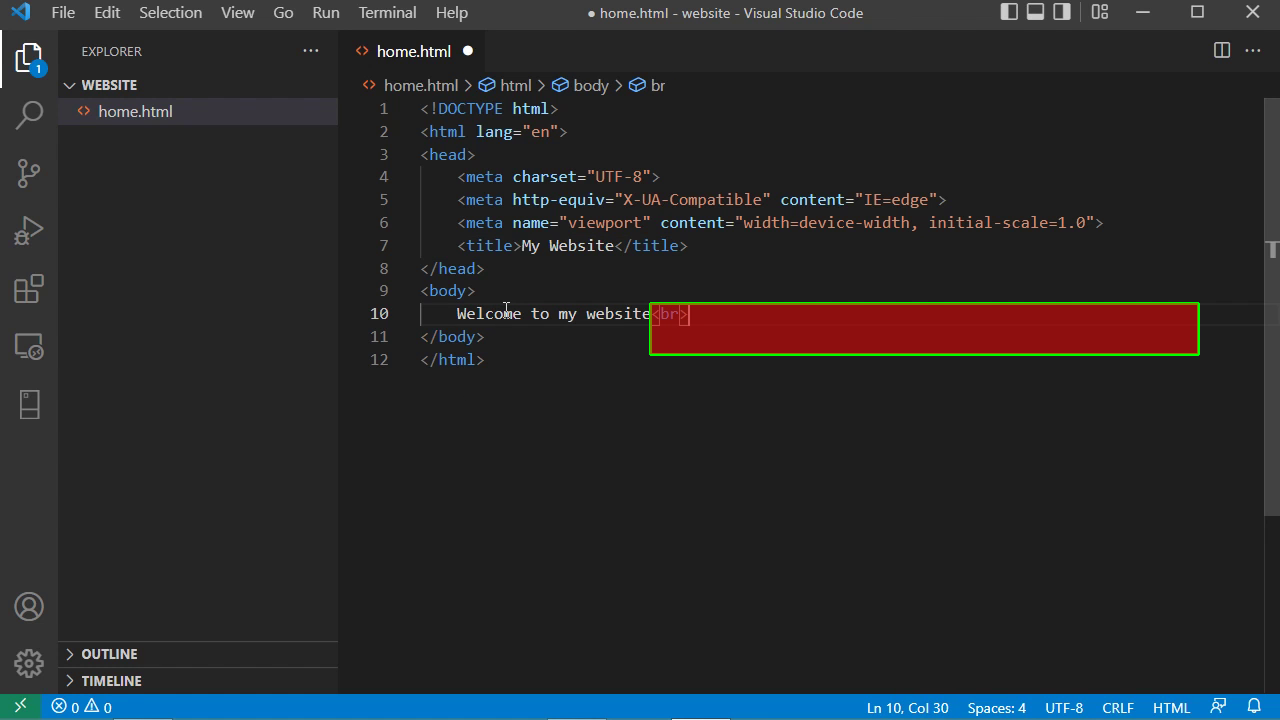 File Edit Selection View Go Run Terminal Help ● home.html - website - Visual Studio Code
EXPLORER
home.html
WEBSITE
home.html > html > body > br
home.html
1 <!DOCTYPE html>
2 <html lang="en">
3 <head>
4 <meta charset="UTF-8">
5 <meta http-equiv="X-UA-Compatible" content="IE=edge">
6 <meta name="viewport" content="width=device-width, initial-scale=1.0">
7 <title>My Website</title>
8 </head>
9 <body>
10 Welcome to my website<br>
11 </body>
12 </html>
1
OUTLINE
TIMELINE
0 0 Ln 10, Col 30 Spaces: 4 UTF-8 CRLF HTML